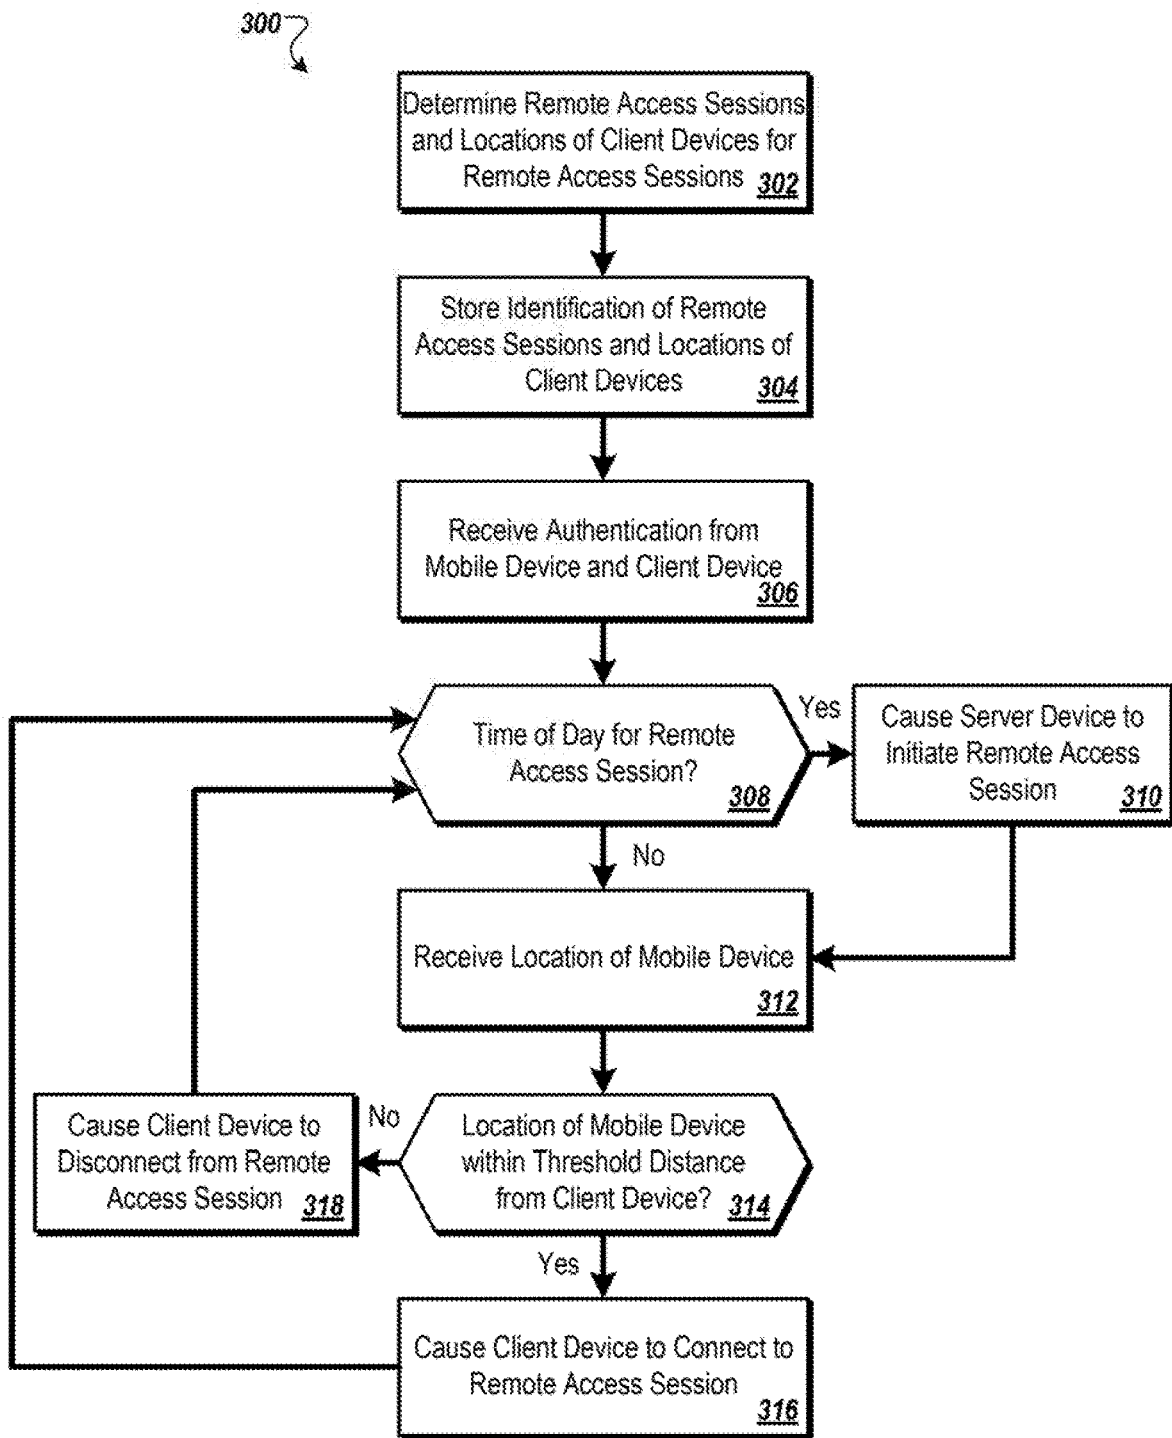 300
Determine Remote Access Sessions
and Locations of Client Devices for
Remote Access Sessions
302
Store Identification of Remote
Access Sessions and Locations of
Client Devices
304
Receive Authentication from
Mobile Device and Client Device
306
Time of Day for Remote
Access Session?
308
Yes
Cause Server Device to
Initiate Remote Access
Session
310
No
Receive Location of Mobile Device
312
Location of Mobile Device
within Threshold Distance
from Client Device?
314
No
Cause Client Device to
Disconnect from Remote
Access Session
318
Yes
Cause Client Device to Connect to
Remote Access Session
316